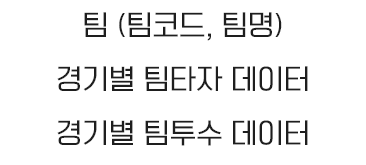 팀 (팀코드, 팀명)
경기별 팀타자 데이터
경기별 팀투수 데이터